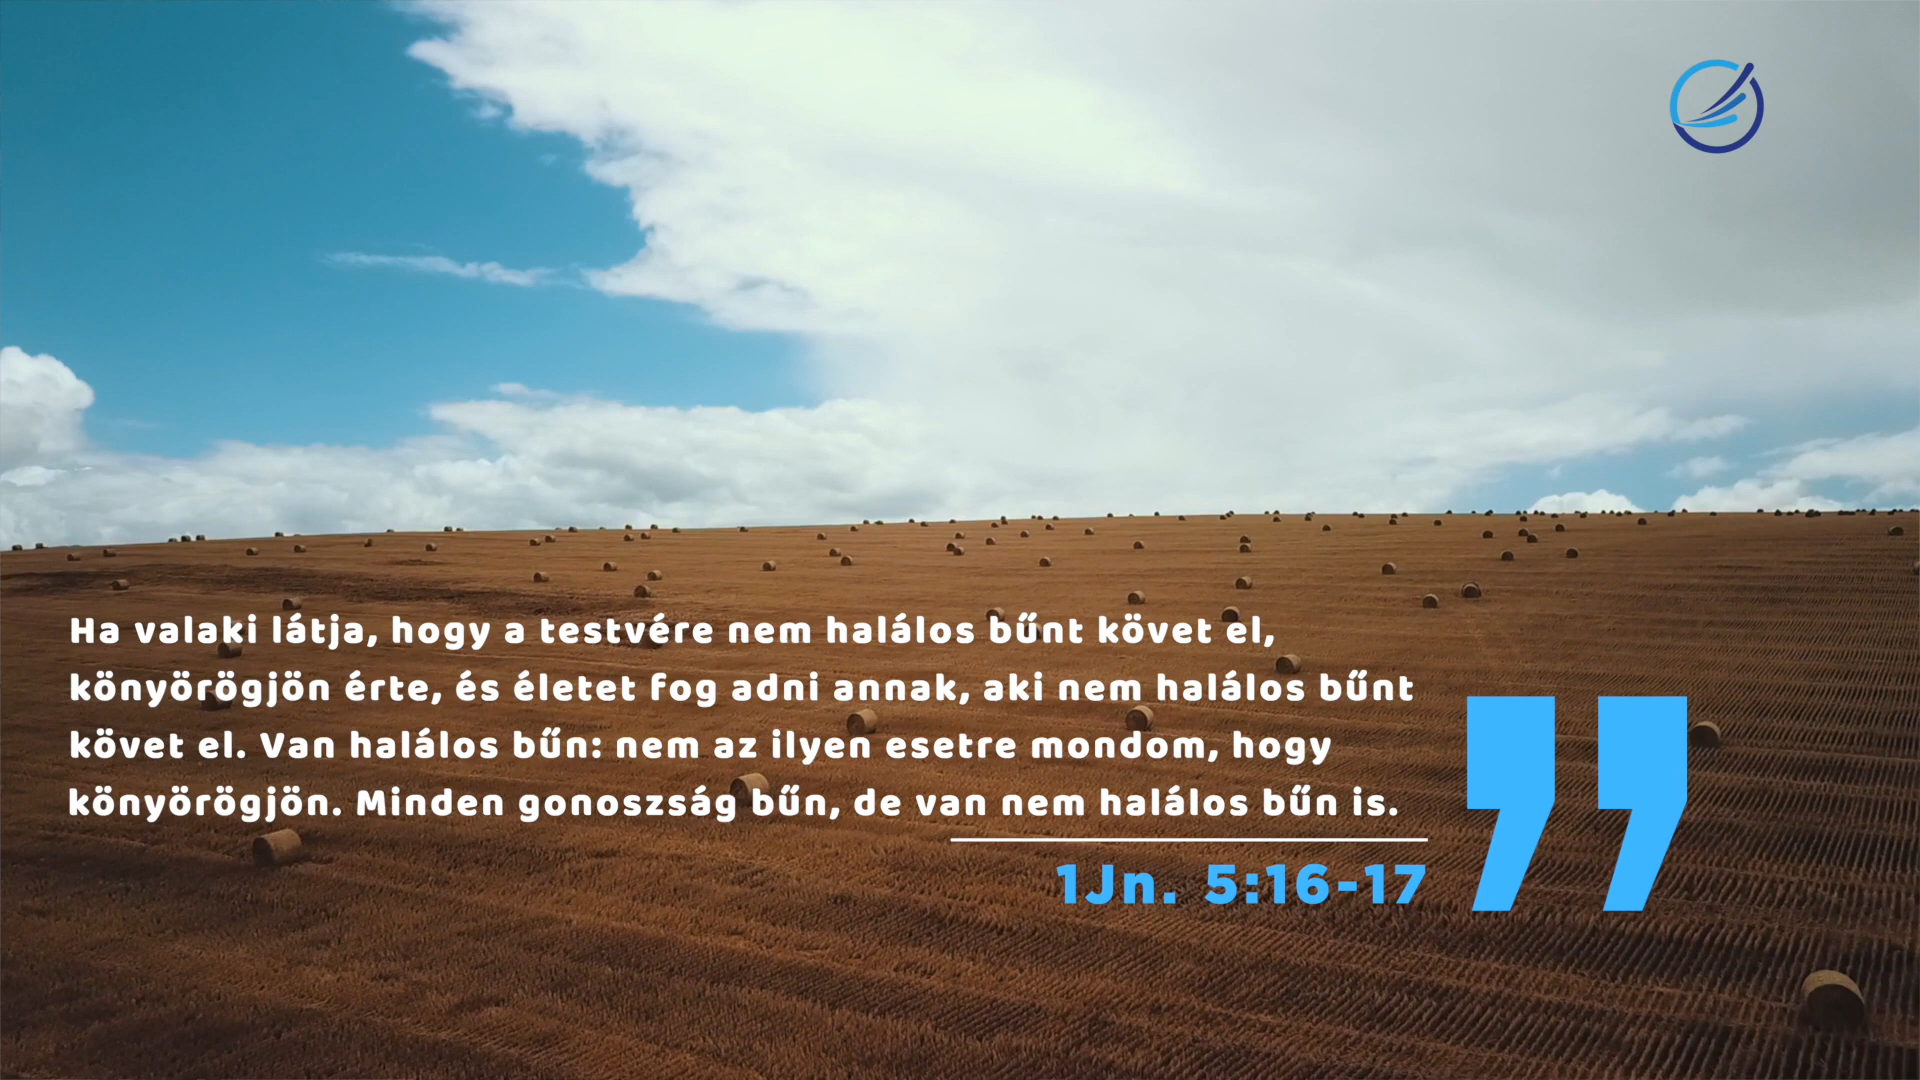 Ha valaki látja, hogy a testvére nem halálos bűnt követ el,
könyörögjön érte, és életet fog adni annak, aki nem halálos bűnt
követ el. Van halálos bűn: nem az ilyen esetre mondom, hogy
könyörögjön. Minden gonoszság bűn, de van nem halálos bűn is.
1Jn. 5:16-17
”